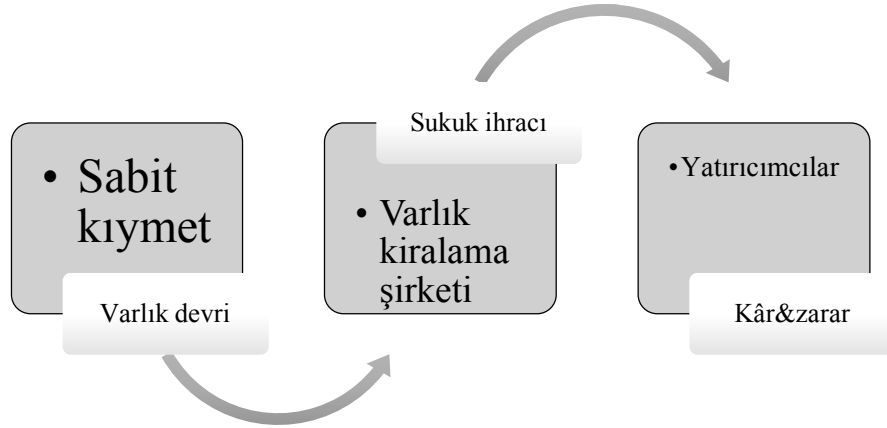 • Sabit
kıymet
Varlık devri
Sukuk ihracı
• Varlık
kiralama
şirketi
•Yatırıcımcılar
Kâr&zarar